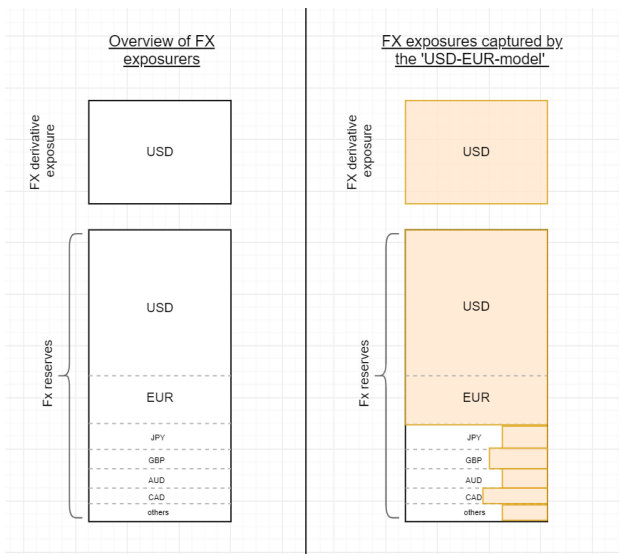 Overview of FX
exposurers
FX derivative
exposure
USD
Fx reserves
USD
EUR
JPY
GBP
AUD
CAD
others
FX exposures captured by
the 'USD-EUR-model'
FX derivative
exposure
USD
Fx reserves
USD
EUR
JPY
GBP
AUD
CAD
others